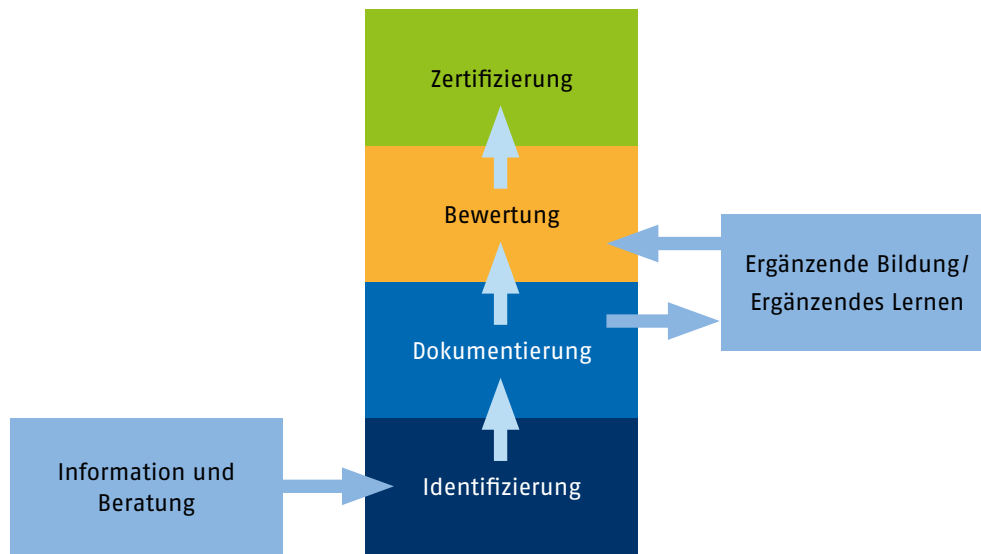 Zertifizierung
Bewertung
Ergänzende Bildung/
Ergänzendes Lernen
Dokumentierung
Information und
Beratung
Identifizierung